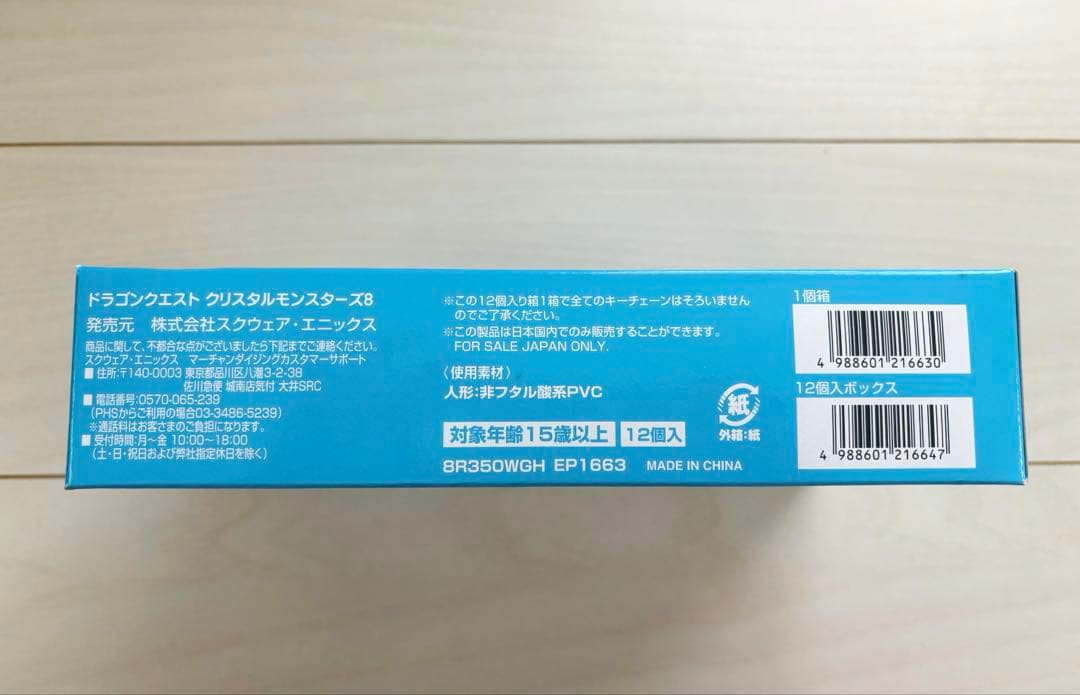 ドラゴンクエスト クリスタルモンスターズ8
発売元 株式会社スクウェア・エニックス
商品に関して、不都合な点がございましたら下記までご連絡ください。
スクウェア・エニックス マーチャンダイジングカスタマーサポート
■住所:〒140-0003 東京都品川区八潮3-2-38
佐川急便 城南店気付 大井SRC
■電話番号:0570-065-239
(PHSからご利用の場合03-3486-5239)
※通話料はお客さまのご負担になります。
■受付時間:月〜金 10:00〜18:00
(土・日・祝日および弊社指定休日を除く)
※この12個入り箱1箱で全てのキーチェーンはそろいません
のでご了承ください。
※この製品は日本国内でのみ販売することができます。
FOR SALE JAPAN ONLY.
〈使用素材〉
人形:非フタル酸系PVC
対象年齢15歳以上 12個入
8R350WGH EP1663 MADE IN CHINA
紙
外箱:紙
1個箱
4 988601 216630
12個入ボックス
4 988601 216647